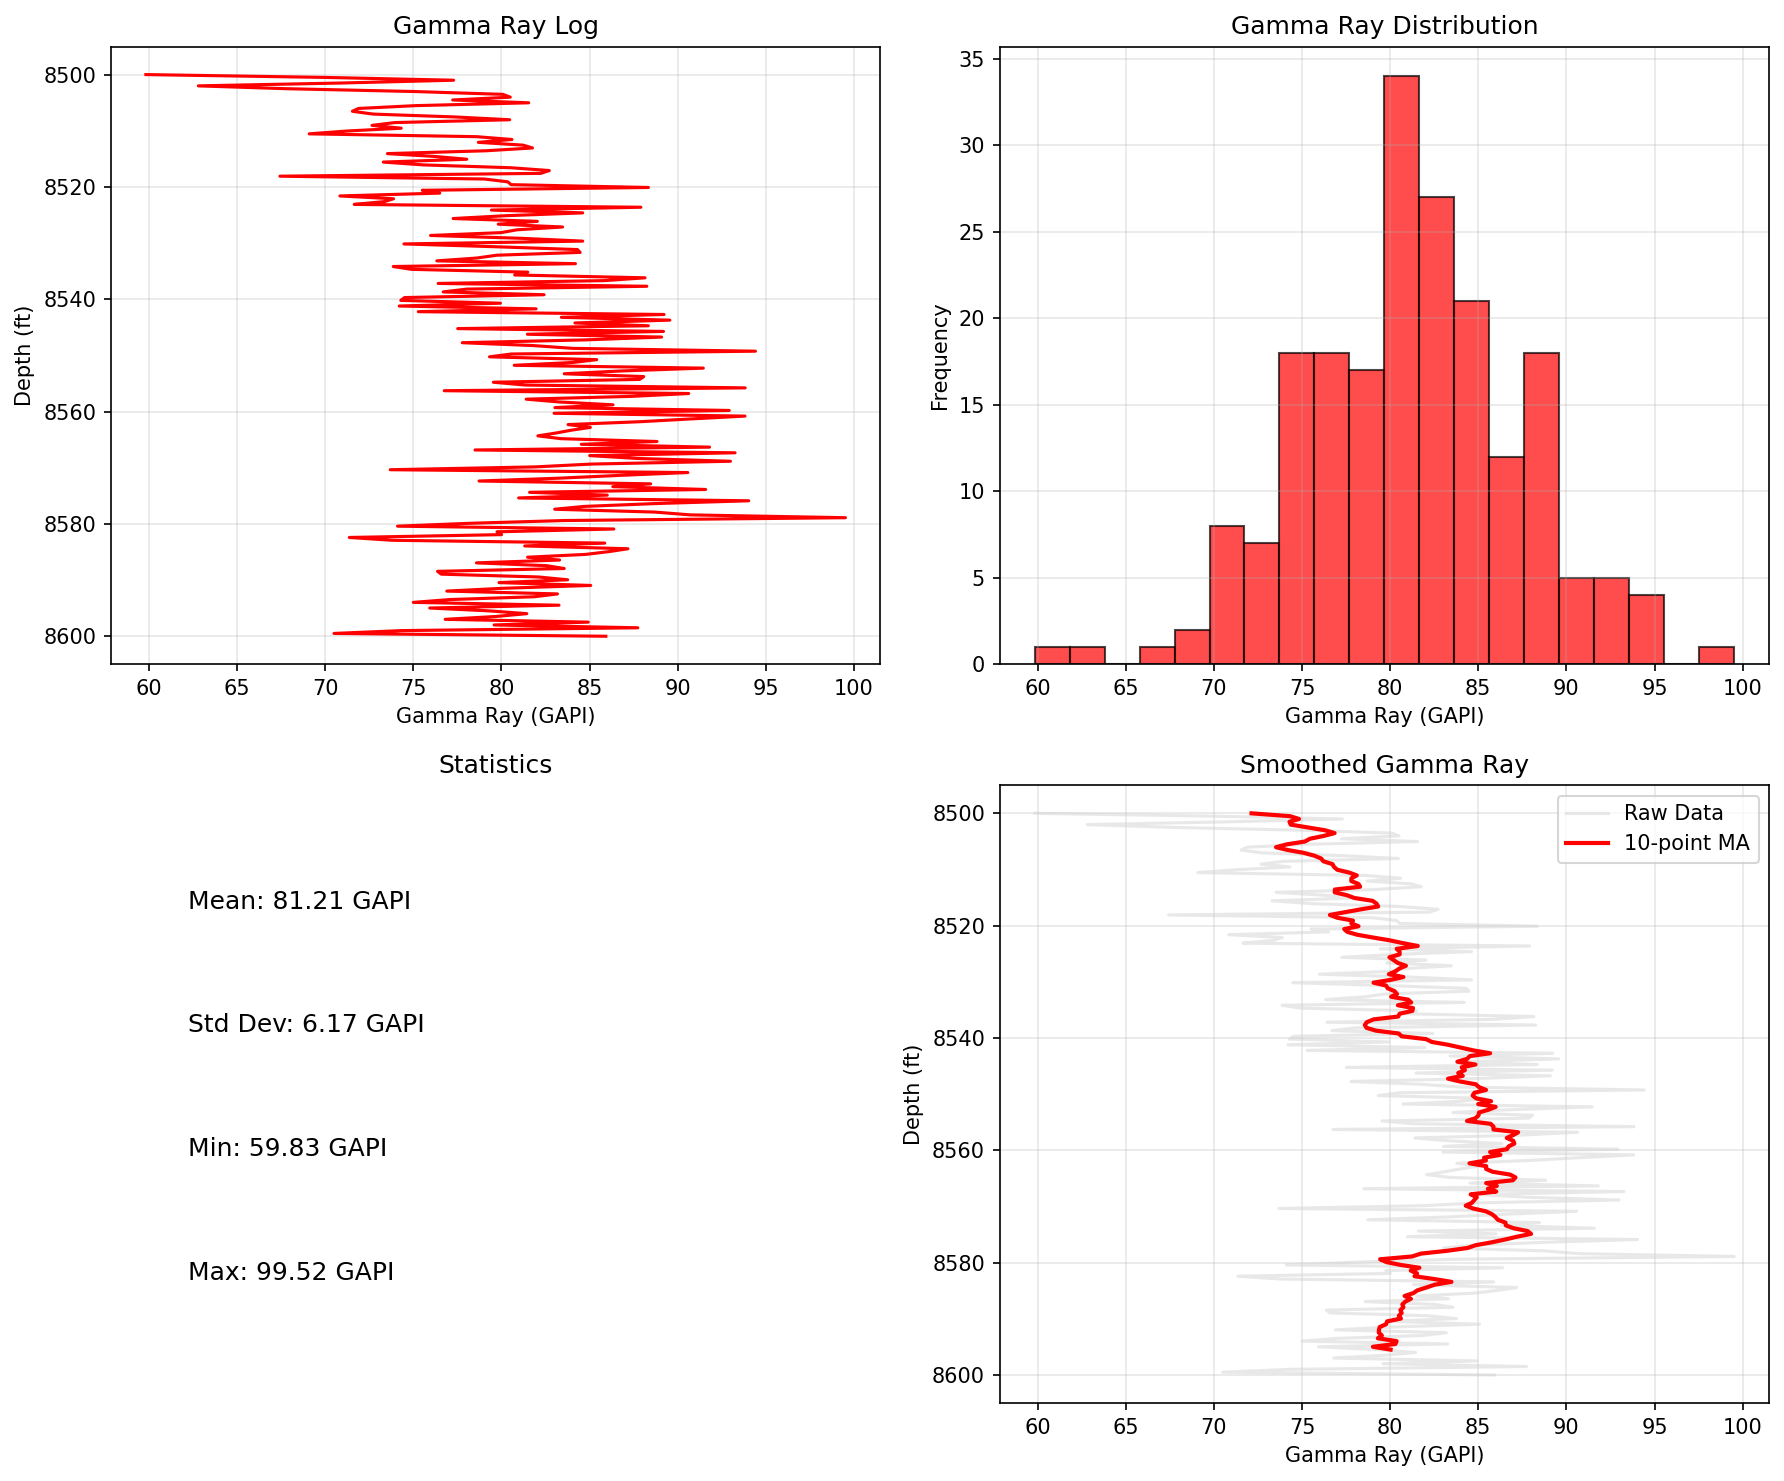 Gamma Ray Log
8500
8520
8540
8560
8580
8600
Depth (ft)
60 65 70 75 80 85 90 95 100
Gamma Ray (GAPI)
Gamma Ray Distribution
35
30
25
20
15
10
5
0
Frequency
60 65 70 75 80 85 90 95 100
Gamma Ray (GAPI)
Statistics
Mean: 81.21 GAPI
Std Dev: 6.17 GAPI
Min: 59.83 GAPI
Max: 99.52 GAPI
Smoothed Gamma Ray
Raw Data
10-point MA
8500
8520
8540
8560
8580
8600
Depth (ft)
60 65 70 75 80 85 90 95 100
Gamma Ray (GAPI)